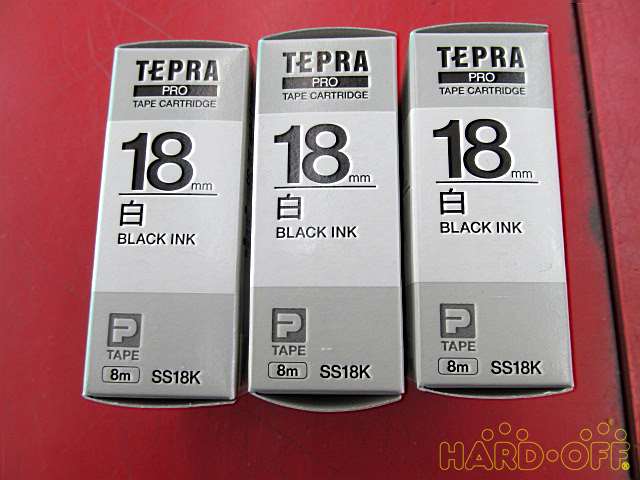 TEPRA
PRO
TAPE CARTRIDGE
18mm
白
BLACK INK
P
TAPE
8m SS18K
TEPRA
PRO
TAPE CARTRIDGE
18mm
白
BLACK INK
P
TAPE
8m SS18K
TEPRA
PRO
TAPE CARTRIDGE
18mm
白
BLACK INK
P
TAPE
8m SS18K
HARD·OFF